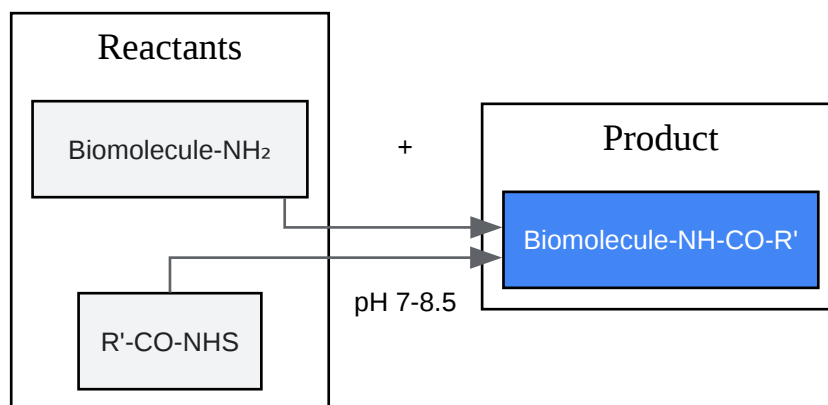 Reactants
Biomolecule-NH₂
R'-CO-NHS
+
pH 7-8.5
Product
Biomolecule-NH-CO-R'